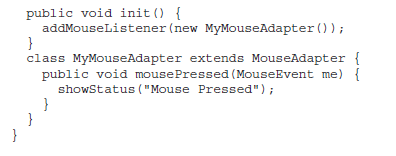 public void init() {
addMouseListener(new MyMouseAdapter());
}
class MyMouseAdapter extends MouseAdapter {
public void mousePressed(MouseEvent me) {
showStatus("Mouse Pressed");
}
}
}